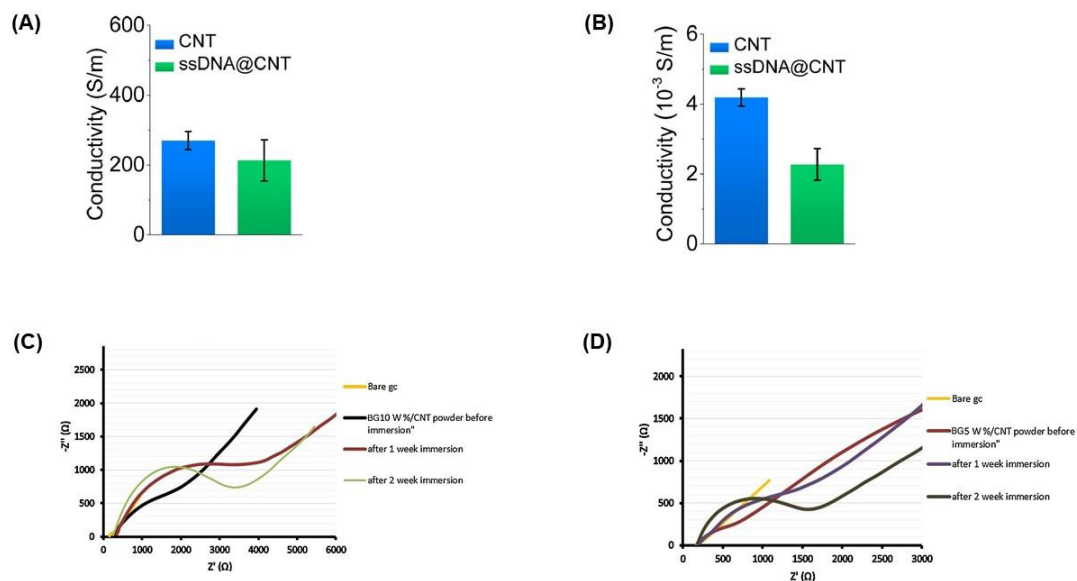 (A)
600
400
200
0
Conductivity (S/m)
CNT
ssDNA@CNT
(B)
6
4
2
0
Conductivity (10⁻³ S/m)
CNT
ssDNA@CNT
(C)
2500
2000
1500
1000
500
0
-Z'' (Ω)
0 1000 2000 3000 4000 5000 6000
Z' (Ω)
Bare gc
BG10 W %/CNT powder before
immersion"
after 1 week immersion
after 2 week immersion
(D)
2000
1500
1000
500
0
-Z'' (Ω)
0 500 1000 1500 2000 2500 3000
Z' (Ω)
Bare gc
BG5 W %/CNT powder before
immersion"
after 1 week immersion
after 2 week immersion